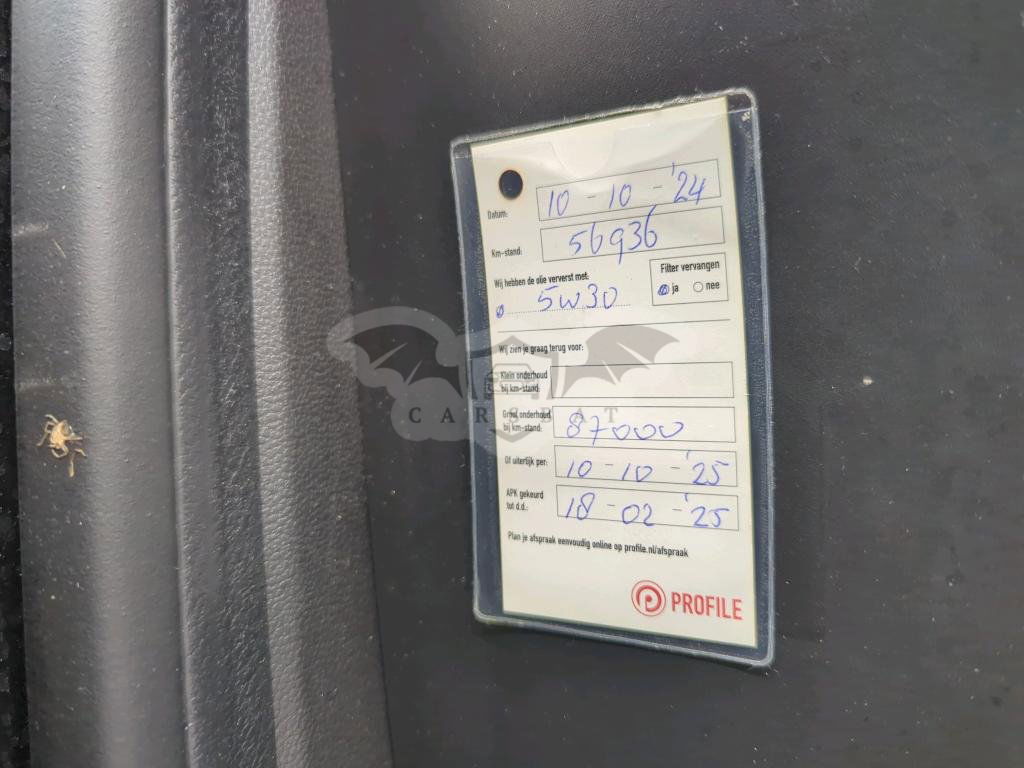 Datum: 10 - 10 - '24
Km-stand: 56936
Wij hebben de olie ververst met:
5w30
Filter vervangen
ja nee
Wij zien je graag terug voor:
Klein onderhoud
bij km-stand:
Groot onderhoud
bij km-stand: 87000
Of uiterlijk per: 10 - 10 - '25
APK gekeurd
tot d.d.: 18 - 02 - '25
Plan je afspraak eenvoudig online op profile.nl/afspraak
PROFILE